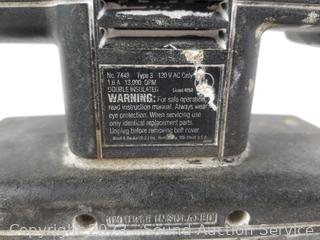 No. 7448 Type 3 120 V AC Only
1.6 A 13,000 OPM
DOUBLE INSULATED
WARNING: For safe operation,
read instruction manual. Always wear
eye protection. When servicing use
only identical replacement parts.
Unplug before removing belt cover.
DOUBLE INSULATED
Copyright 2023 - Sound Auction Service